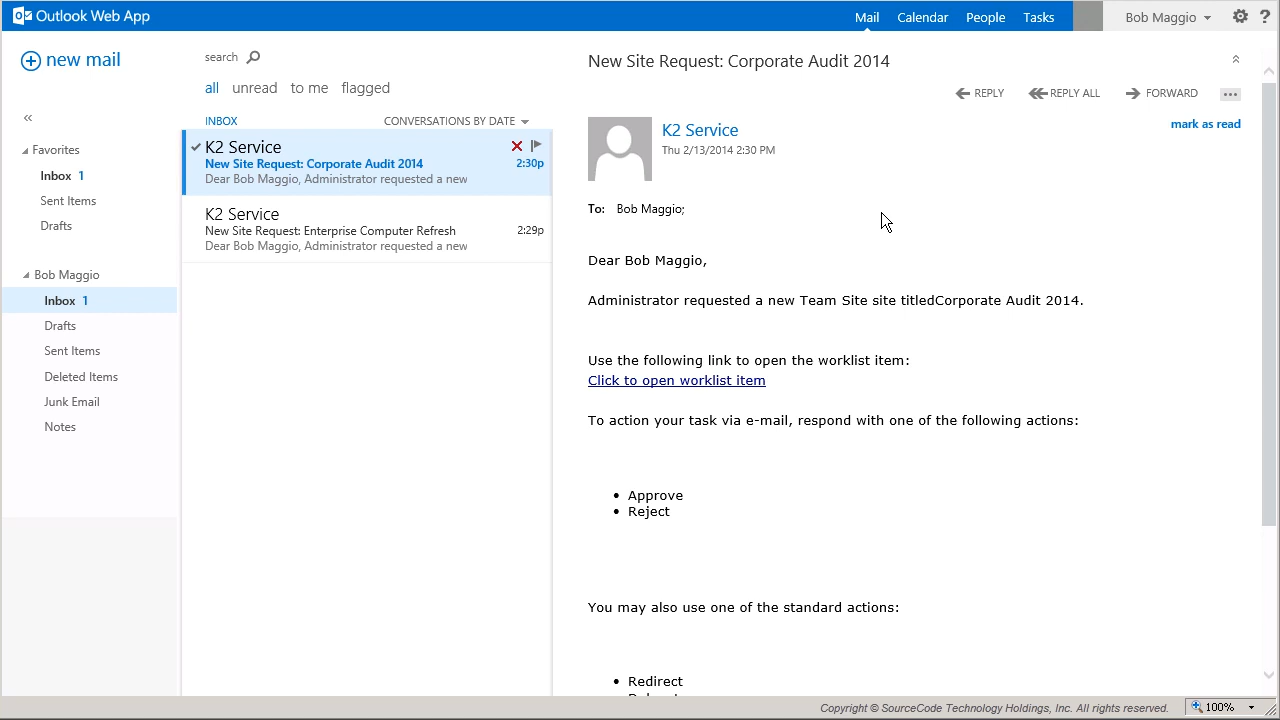 Outlook Web App
Mail Calendar People Tasks Bob Maggio ?
new mail
search
all unread to me flagged
INBOX CONVERSATIONS BY DATE
Favorites
Inbox 1
Sent Items
Drafts
Bob Maggio
Inbox 1
Drafts
Sent Items
Deleted Items
Junk Email
Notes
K2 Service
New Site Request: Corporate Audit 2014 2:30p
Dear Bob Maggio, Administrator requested a new
K2 Service
New Site Request: Enterprise Computer Refresh 2:29p
Dear Bob Maggio, Administrator requested a new
New Site Request: Corporate Audit 2014
REPLY REPLY ALL FORWARD ...
mark as read
K2 Service
Thu 2/13/2014 2:30 PM
To: Bob Maggio;
Dear Bob Maggio,
Administrator requested a new Team Site site titledCorporate Audit 2014.
Use the following link to open the worklist item:
Click to open worklist item
To action your task via e-mail, respond with one of the following actions:
• Approve
• Reject
You may also use one of the standard actions:
• Redirect
Copyright © SourceCode Technology Holdings, Inc. All rights reserved. 100%